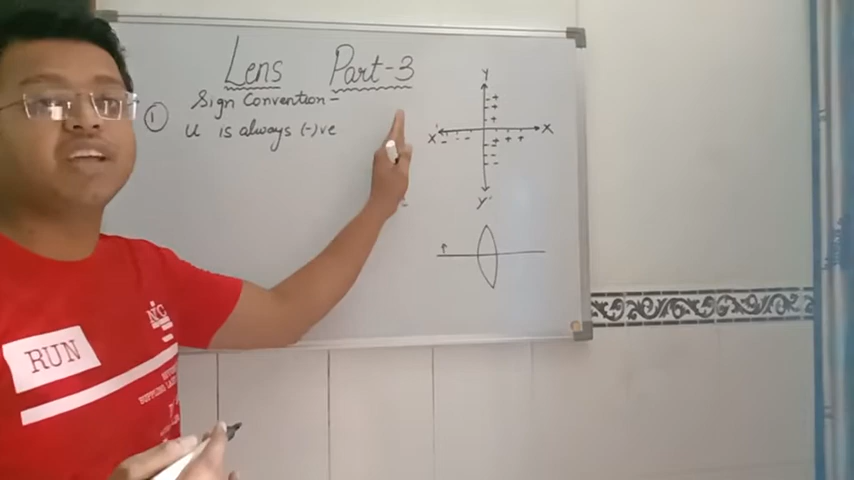 Lens Part-3
Sign Convention-
① u is always (-)ve
Y
X' X
Y'
RUN